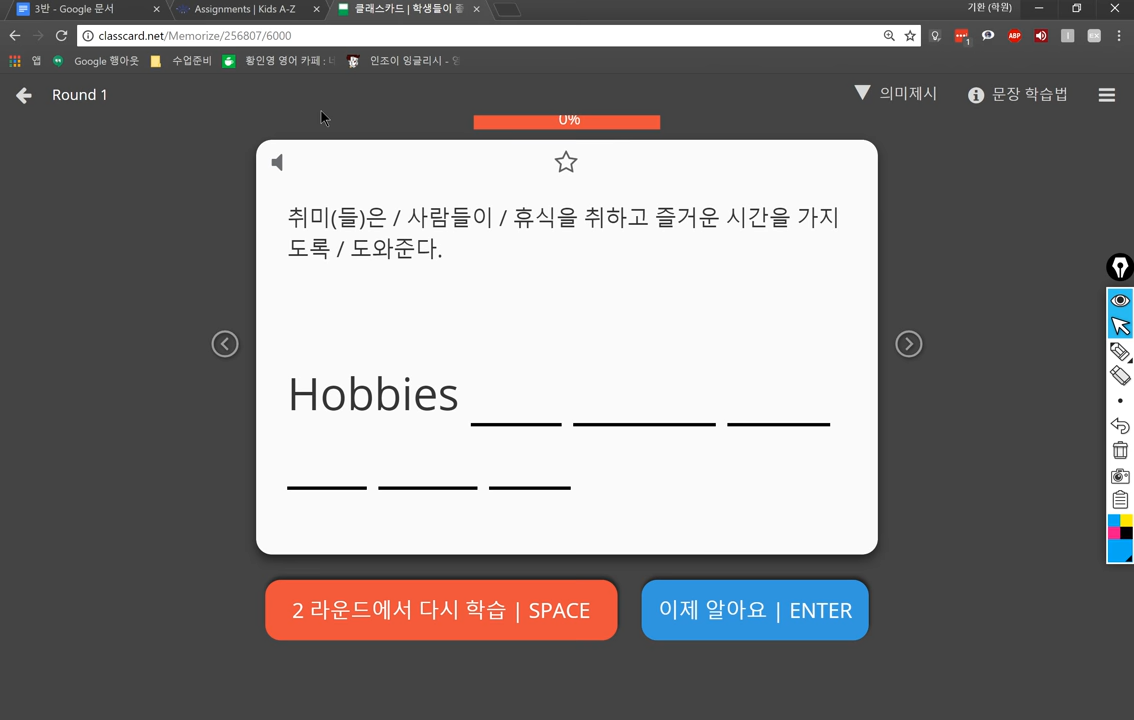 3반 - Google 문서
Assignments | Kids A-Z
클래스카드 | 학생들이 좋
기환 (학원)
classcard.net/Memorize/256807/6000
앱
Google 행아웃
수업준비
황인영 영어 카페 : 네
인조이 잉글리시 - 영
1
ABP
Round 1
의미제시
문장 학습법
0%
취미(들)은 / 사람들이 / 휴식을 취하고 즐거운 시간을 가지
도록 / 도와준다.
Hobbies
2 라운드에서 다시 학습 | SPACE
이제 알아요 | ENTER